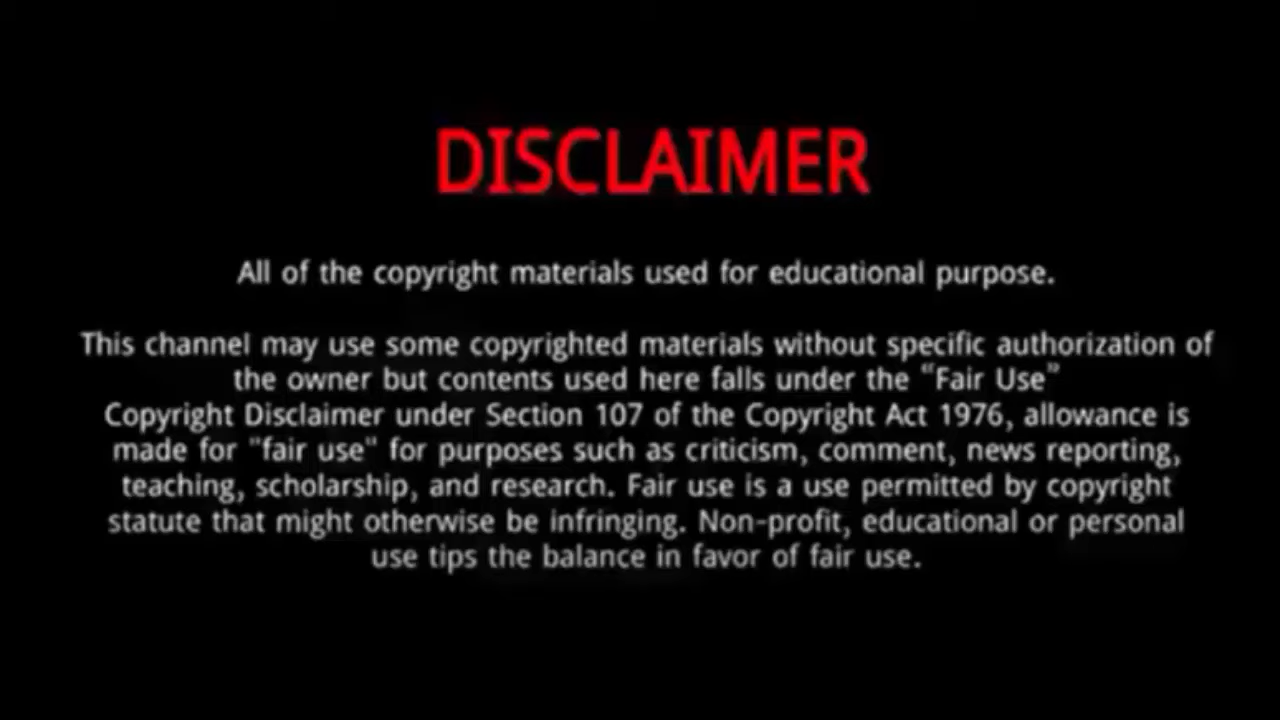 DISCLAIMER
All of the copyright materials used for educational purpose.
This channel may use some copyrighted materials without specific authorization of
the owner but contents used here falls under the “Fair Use”
Copyright Disclaimer under Section 107 of the Copyright Act 1976, allowance is
made for "fair use" for purposes such as criticism, comment, news reporting,
teaching, scholarship, and research. Fair use is a use permitted by copyright
statute that might otherwise be infringing. Non-profit, educational or personal
use tips the balance in favor of fair use.